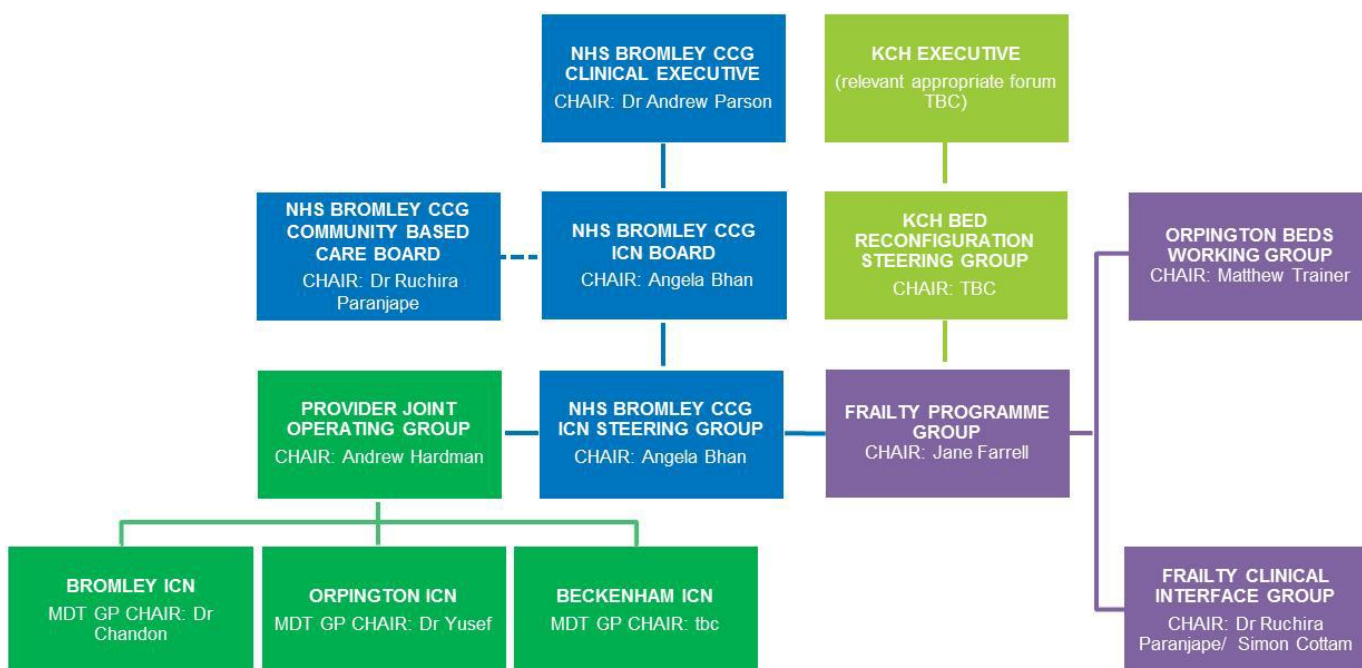 NHS BROMLEY CCG
CLINICAL EXECUTIVE
CHAIR: Dr Andrew Parson
KCH EXECUTIVE
(relevant appropriate forum
TBC)
NHS BROMLEY CCG
COMMUNITY BASED
CARE BOARD
CHAIR: Dr Ruchira
Paranjape
NHS BROMLEY CCG
ICN BOARD
CHAIR: Angela Bhan
KCH BED
RECONFIGURATION
STEERING GROUP
CHAIR: TBC
ORPINGTON BEDS
WORKING GROUP
CHAIR: Matthew Trainer
PROVIDER JOINT
OPERATING GROUP
CHAIR: Andrew Hardman
NHS BROMLEY CCG
ICN STEERING GROUP
CHAIR: Angela Bhan
FRAILTY PROGRAMME
GROUP
CHAIR: Jane Farrell
BROMLEY ICN
MDT GP CHAIR: Dr
Chandon
ORPINGTON ICN
MDT GP CHAIR: Dr Yusef
BECKENHAM ICN
MDT GP CHAIR: tbc
FRAILTY CLINICAL
INTERFACE GROUP
CHAIR: Dr Ruchira
Paranjape/ Simon Cottam